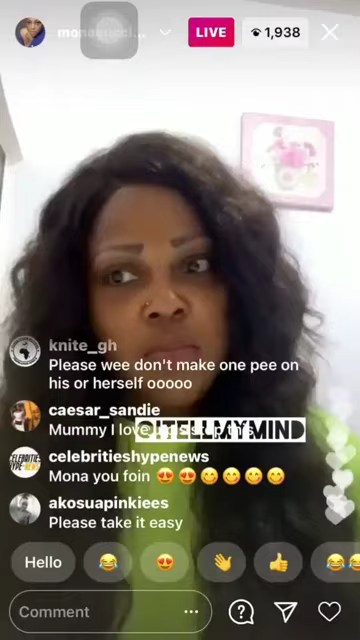 LIVE
1,938
knite_gh
Please wee don't make one pee on
his or herself ooooo
caesar_sandie
Mummy I love
@TELLMYMIND
celebritieshypenews
Mona you foin 😍😍😋😋😋😋
akosuapinkiees
Please take it easy
Hello
Comment